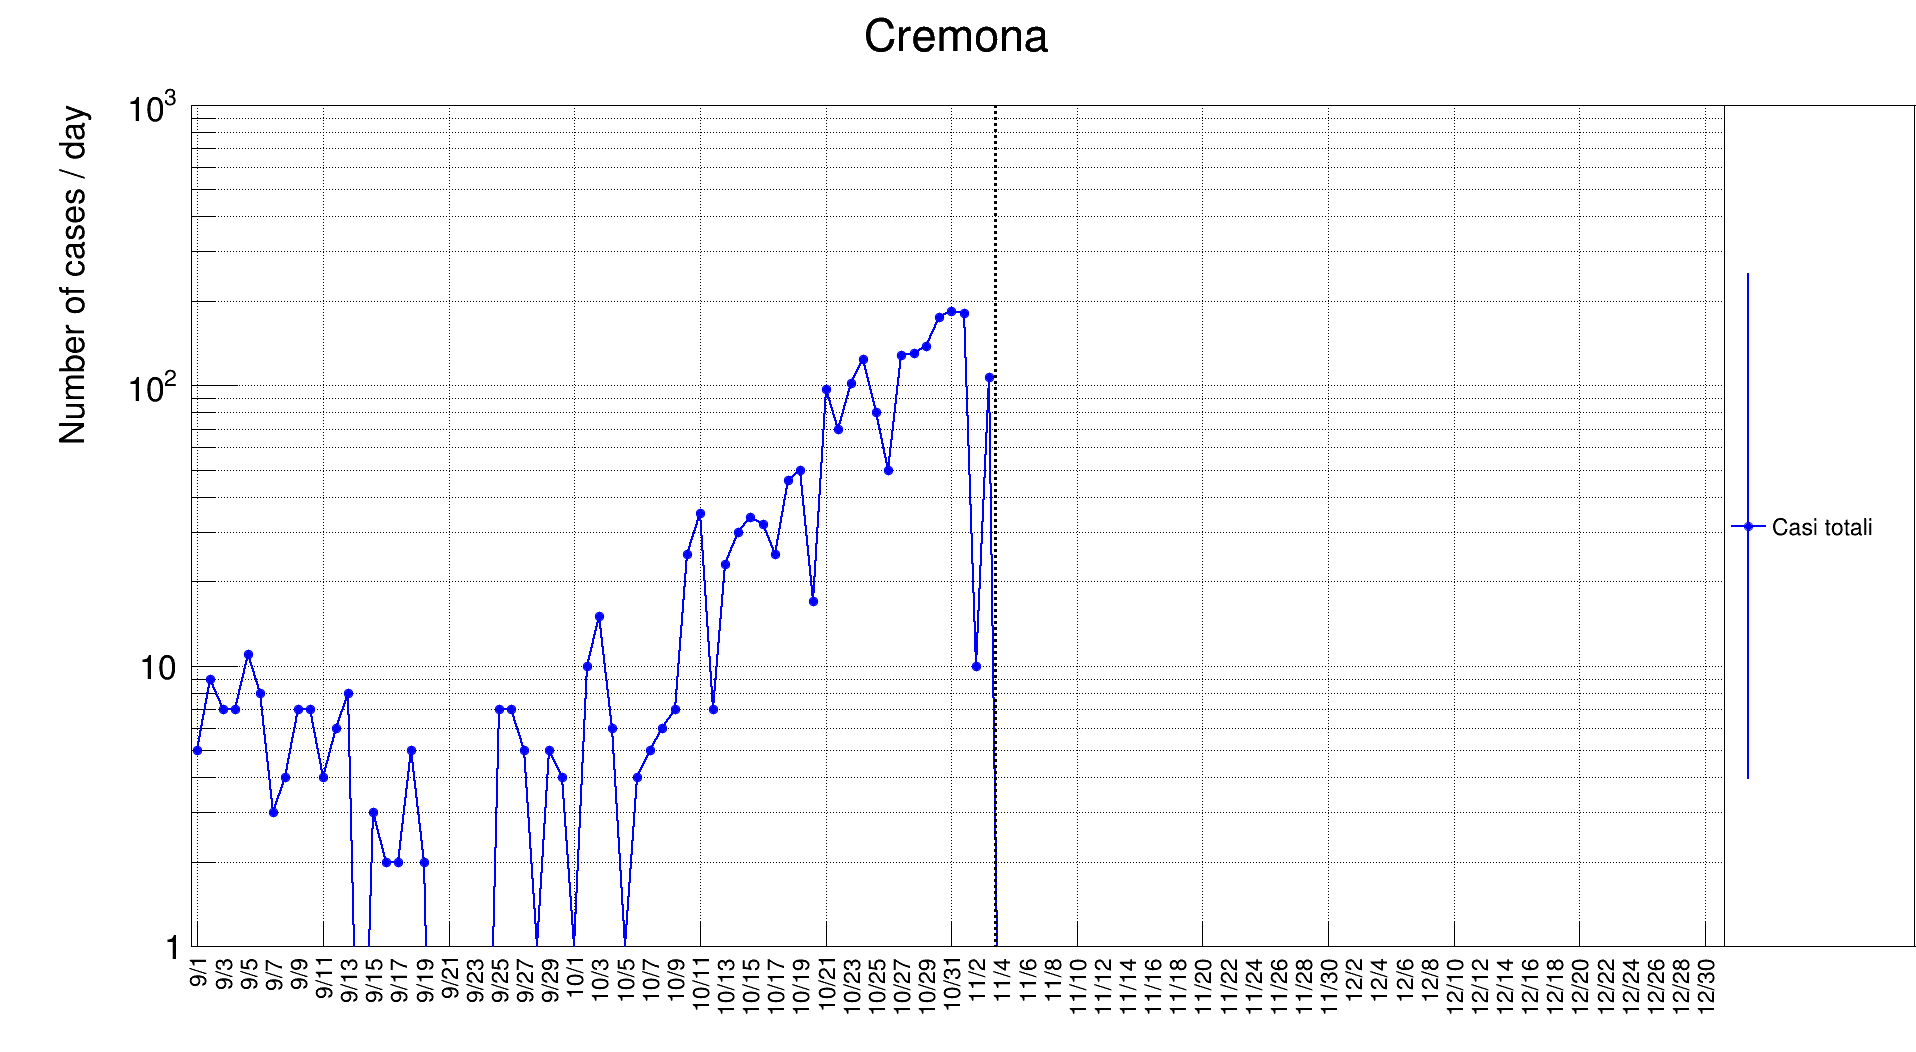 Cremona
Number of cases / day
10³
10²
10
1
Casi totali
9/1 9/3 9/5 9/7 9/9 9/11 9/13 9/15 9/17 9/19 9/21 9/23 9/25 9/27 9/29 10/1 10/3 10/5 10/7 10/9 10/11 10/13 10/15 10/17 10/19 10/21 10/23 10/25 10/27 10/29 10/31 11/2 11/4 11/6 11/8 11/10 11/12 11/14 11/16 11/18 11/20 11/22 11/24 11/26 11/28 11/30 12/2 12/4 12/6 12/8 12/10 12/12 12/14 12/16 12/18 12/20 12/22 12/24 12/26 12/28 12/30